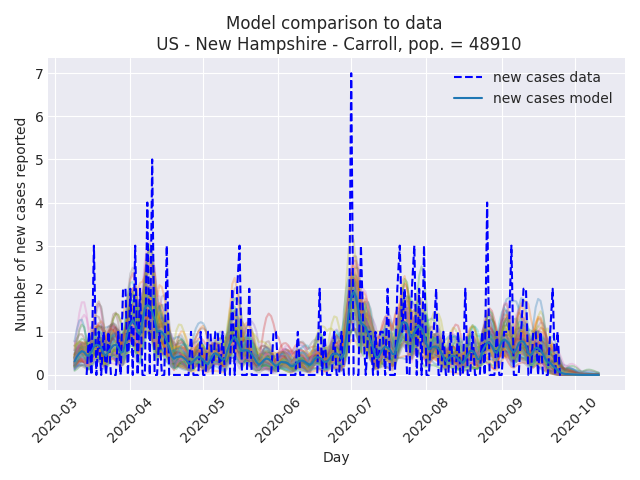 Model comparison to data
US - New Hampshire - Carroll, pop. = 48910
new cases data
new cases model
Number of new cases reported
7
6
5
4
3
2
1
0
2020-03
2020-04
2020-05
2020-06
2020-07
2020-08
2020-09
2020-10
Day